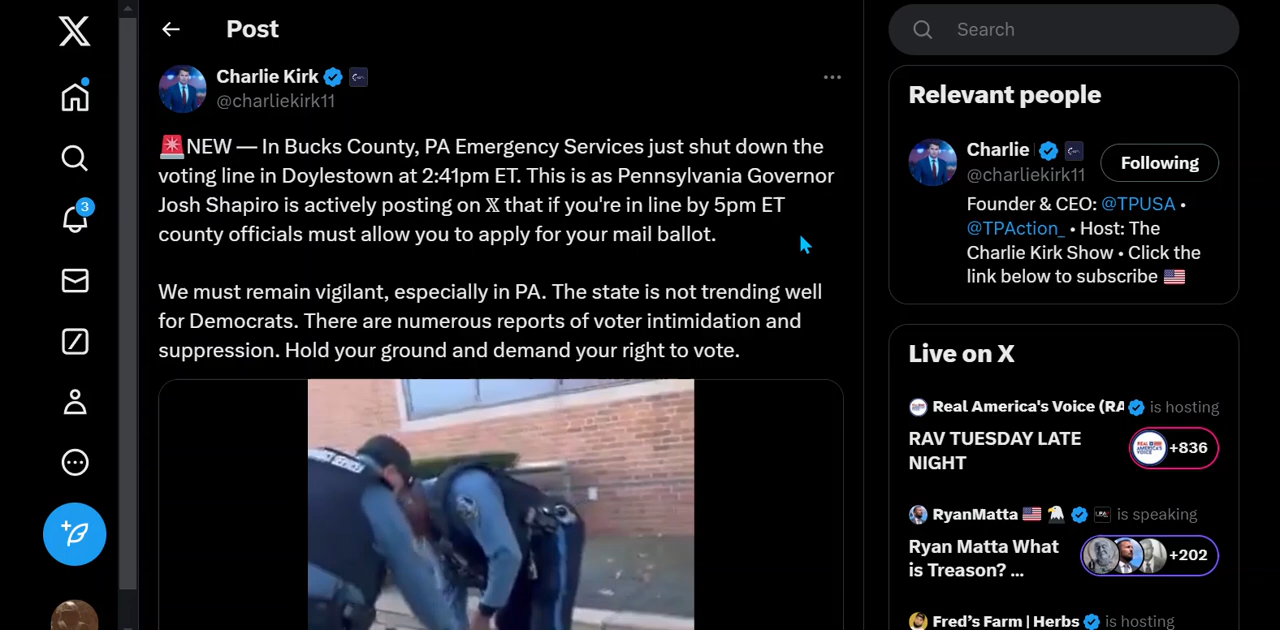 Post
Search
Charlie Kirk
@charliekirk11
NEW — In Bucks County, PA Emergency Services just shut down the
voting line in Doylestown at 2:41pm ET. This is as Pennsylvania Governor
Josh Shapiro is actively posting on 𝕏 that if you're in line by 5pm ET
county officials must allow you to apply for your mail ballot.
We must remain vigilant, especially in PA. The state is not trending well
for Democrats. There are numerous reports of voter intimidation and
suppression. Hold your ground and demand your right to vote.
3
Relevant people
Charlie
@charliekirk11
Following
Founder & CEO: @TPUSA •
@TPAction_ • Host: The
Charlie Kirk Show • Click the
link below to subscribe
Live on X
Real America's Voice (RA is hosting
RAV TUESDAY LATE
NIGHT
+836
RyanMatta is speaking
Ryan Matta What
is Treason? ...
+202
Fred's Farm | Herbs is hosting